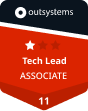 outsystems
Tech Lead
ASSOCIATE
11